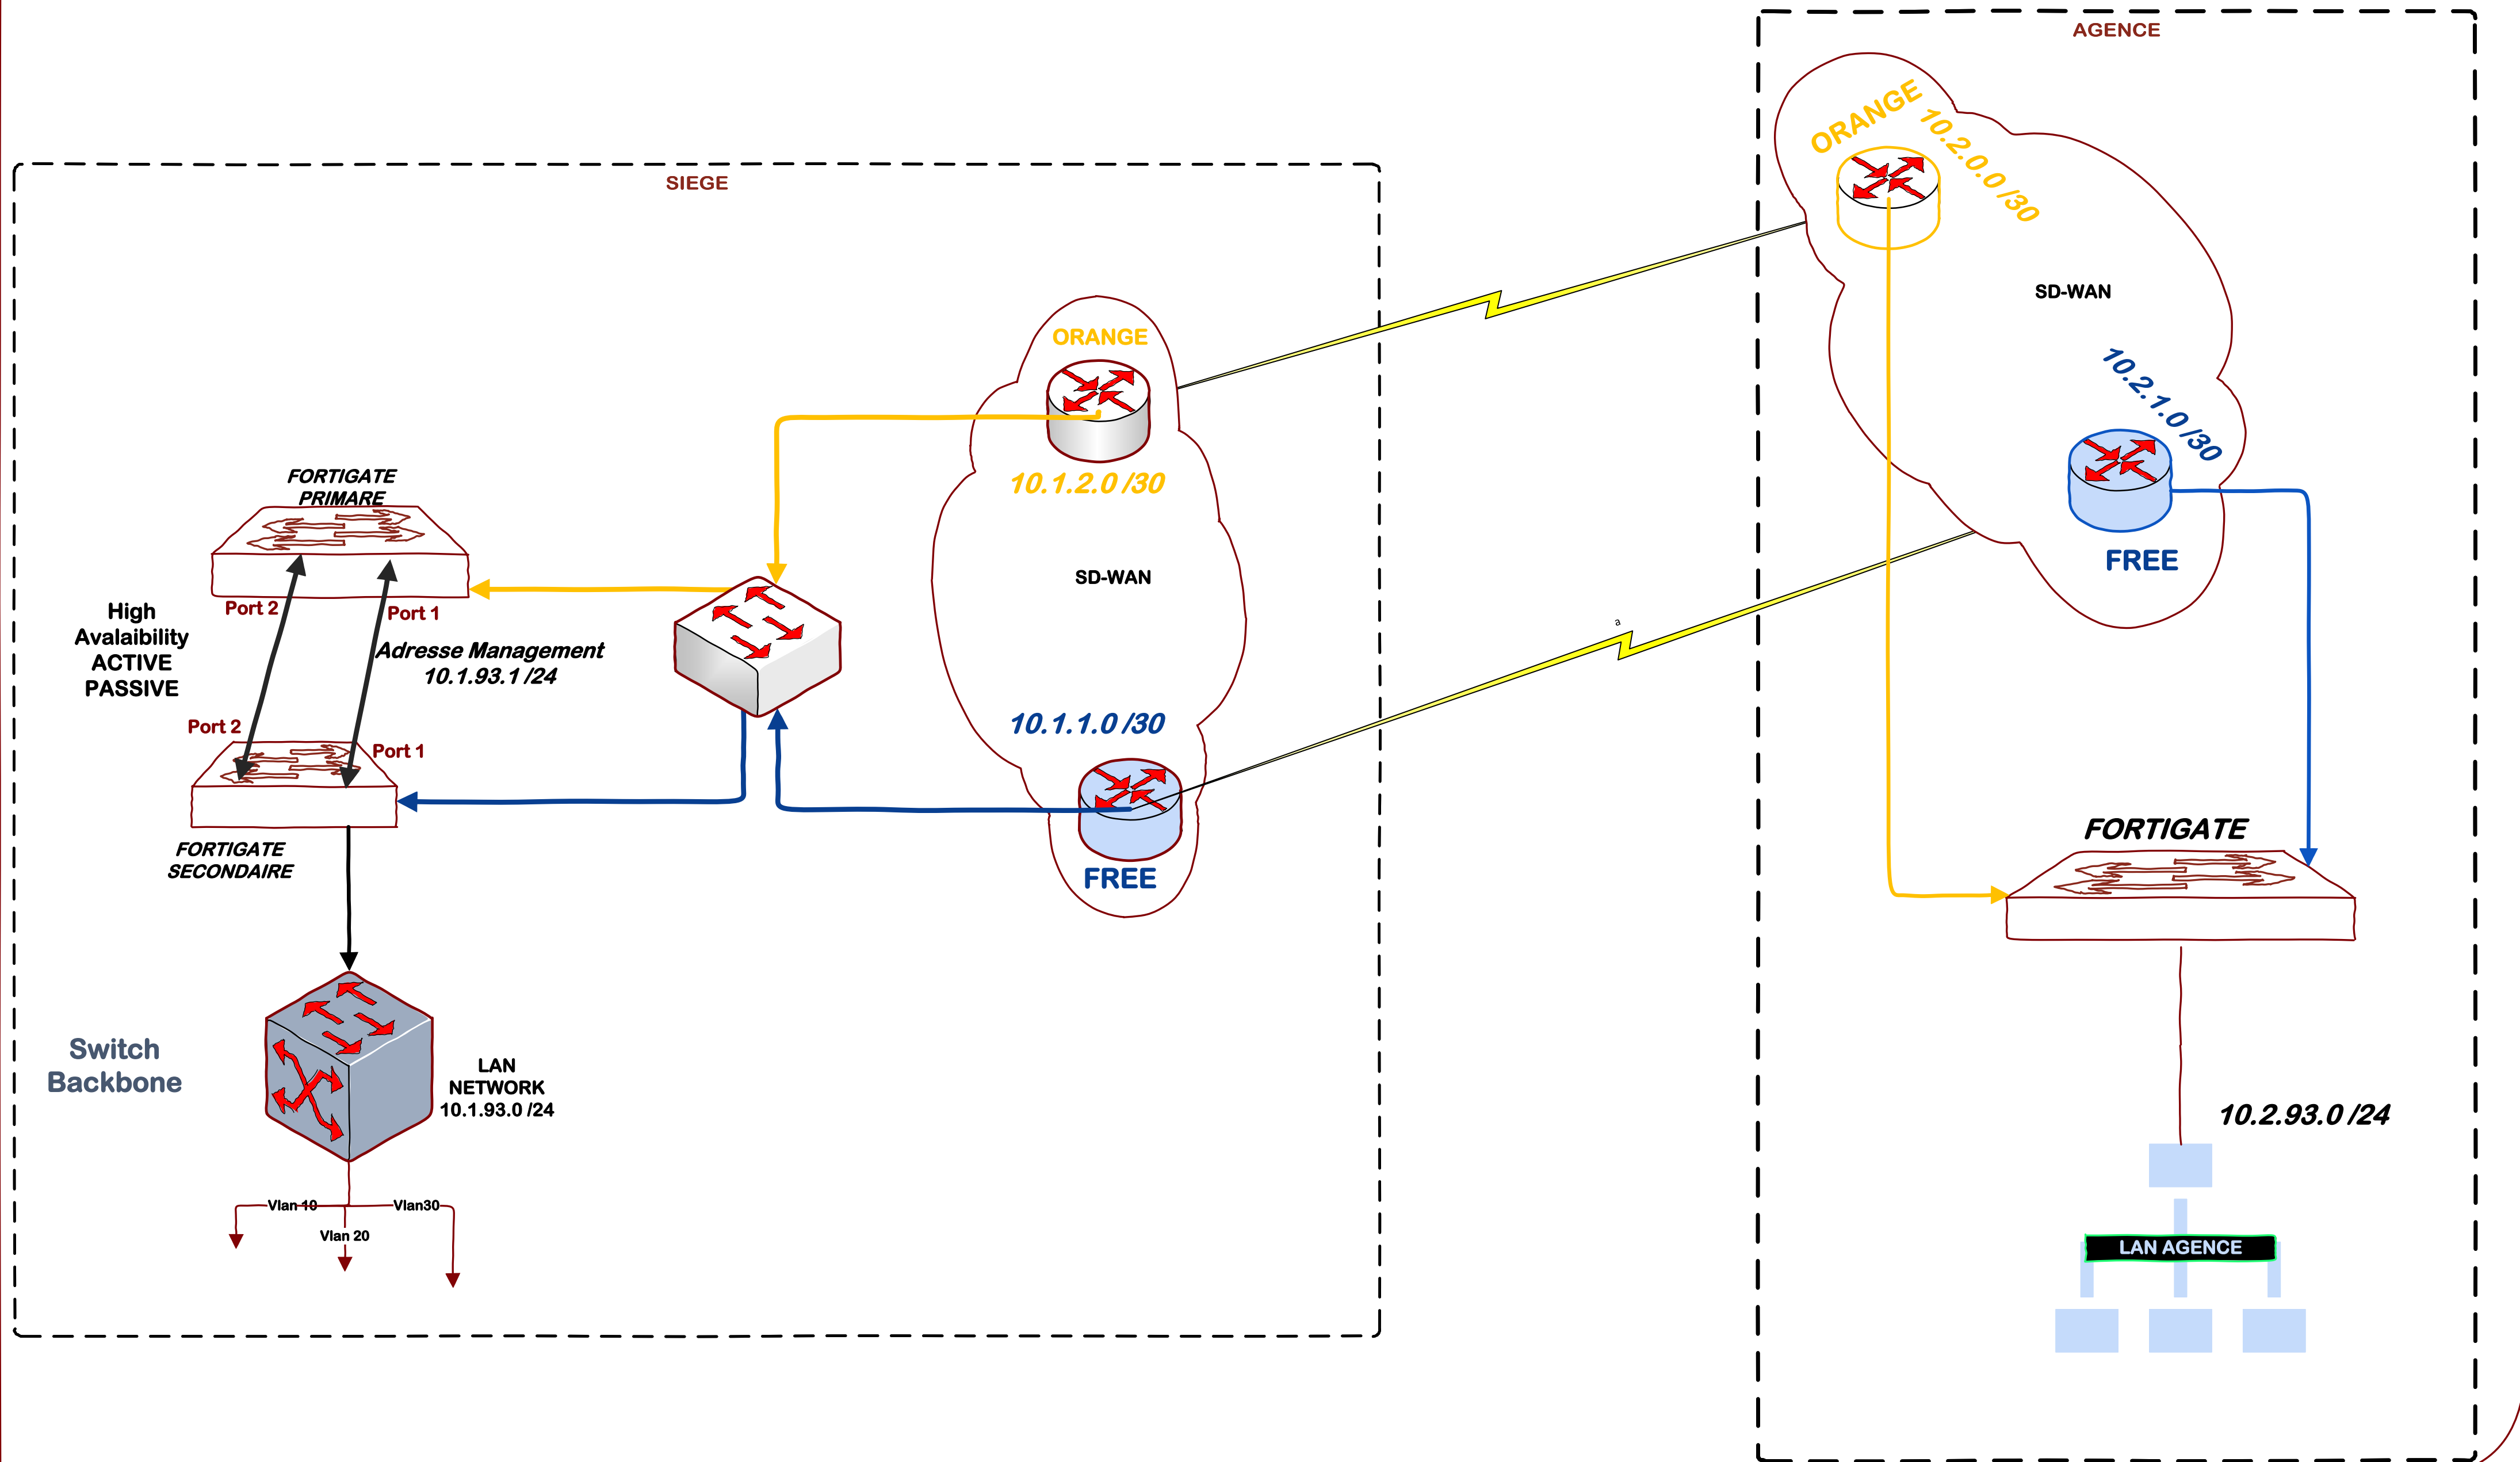 SIEGE
ORANGE
10.1.2.0 /30
SD-WAN
10.1.1.0 /30
FREE
FORTIGATE
PRIMARE
Port 2
Port 1
High
Avalaibility
ACTIVE
PASSIVE
Adresse Management
10.1.93.1 /24
Port 2
Port 1
FORTIGATE
SECONDAIRE
Switch
Backbone
LAN
NETWORK
10.1.93.0 /24
Vlan 10
Vlan30
Vlan 20
a
AGENCE
ORANGE
10.2.0.0 /30
SD-WAN
10.2.1.0 /30
FREE
FORTIGATE
10.2.93.0 /24
LAN AGENCE